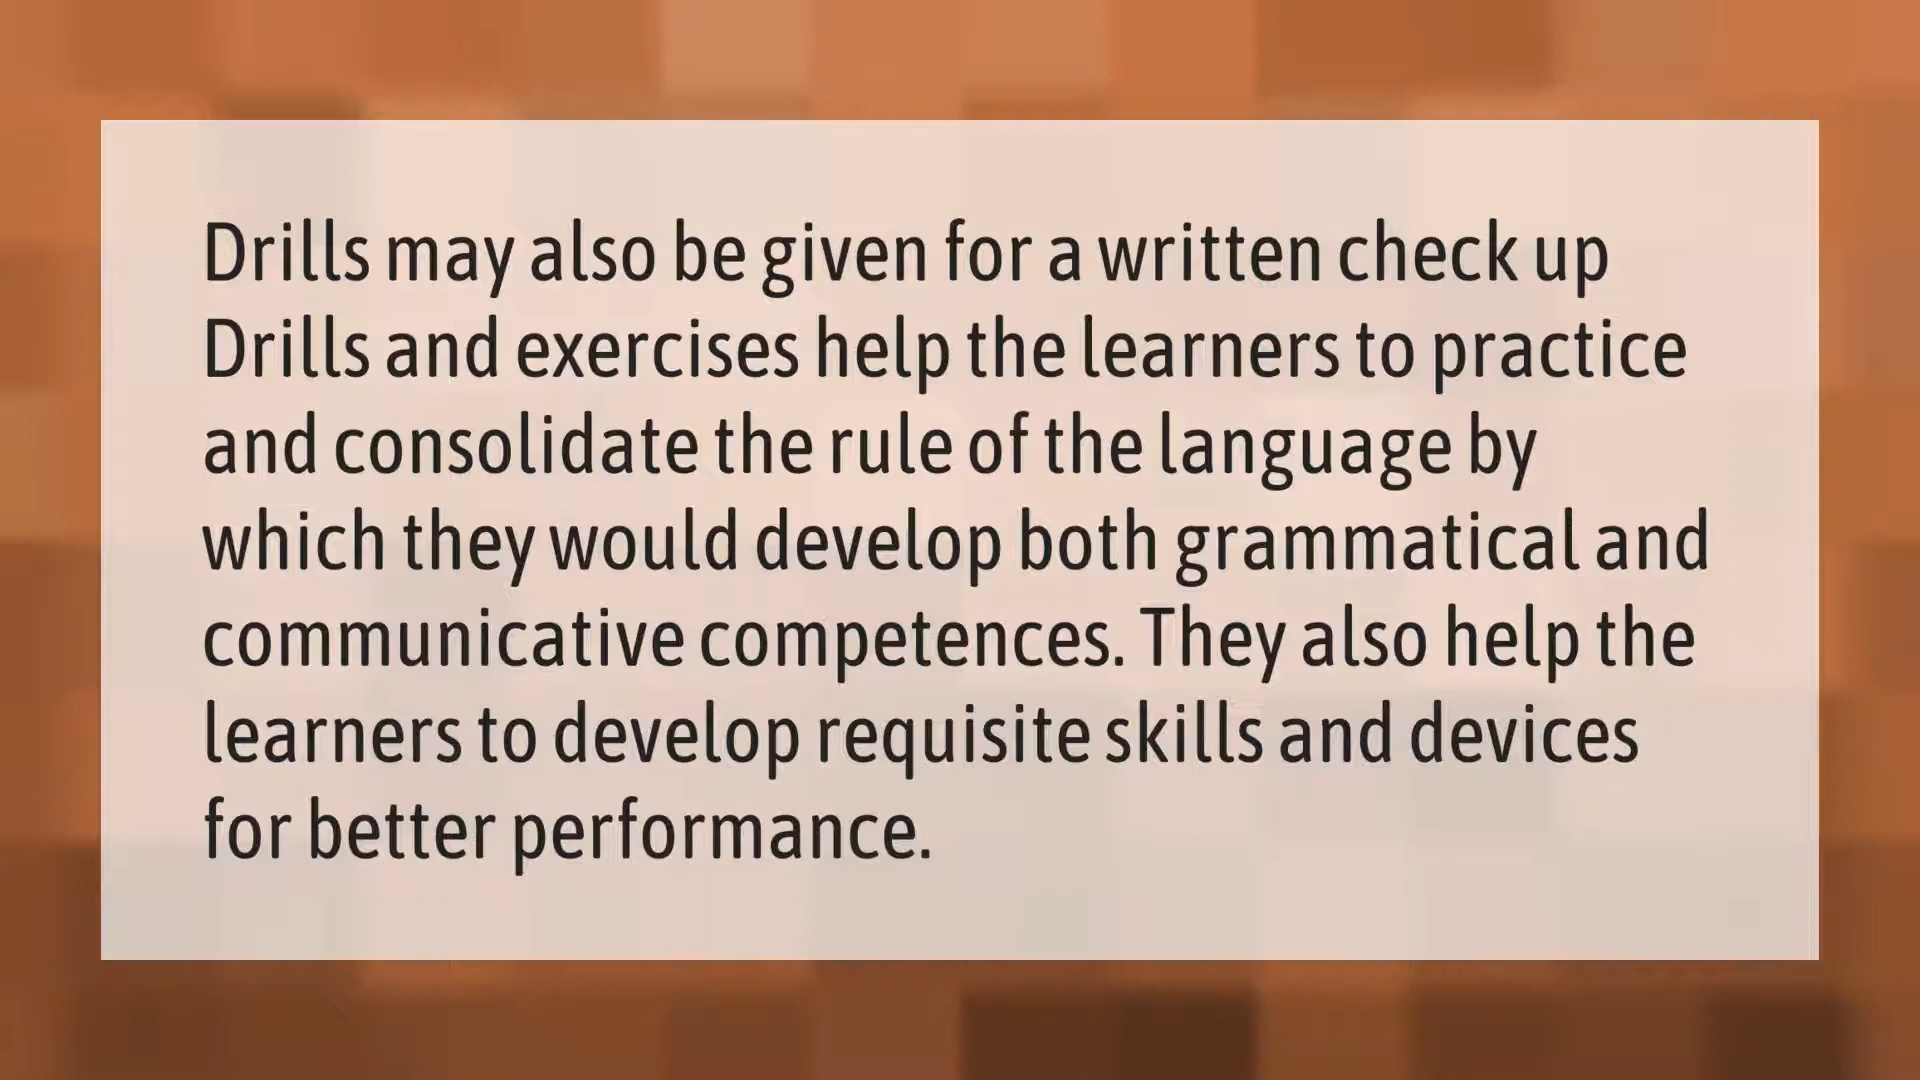 Drills may also be given for a written check up
Drills and exercises help the learners to practice
and consolidate the rule of the language by
which they would develop both grammatical and
communicative competences. They also help the
learners to develop requisite skills and devices
for better performance.